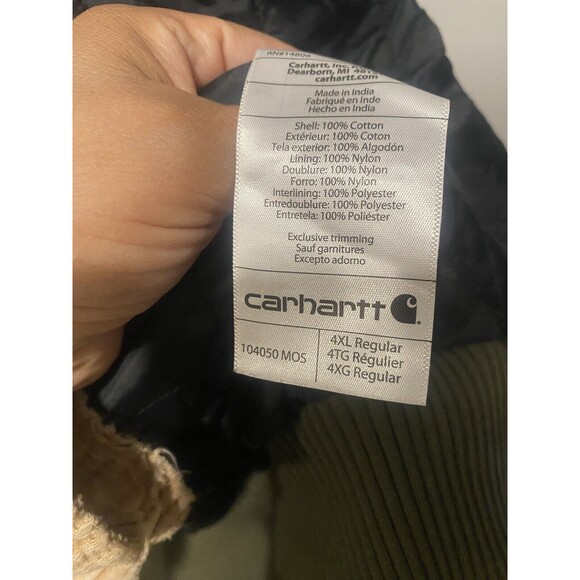 RN#14806
Carhartt, Inc.
Dearborn, MI
carhartt.com
Made in India
Fabriqué en Inde
Hecho en India
Shell: 100% Cotton
Extérieur: 100% Coton
Tela exterior: 100% Algodón
Lining: 100% Nylon
Doublure: 100% Nylon
Forro: 100% Nylon
Interlining: 100% Polyester
Entredoublure: 100% Polyester
Entretela: 100% Poliéster
Exclusive trimming
Sauf garnitures
Excepto adorno
carhartt
104050 MOS
4XL Regular
4TG Régulier
4XG Regular